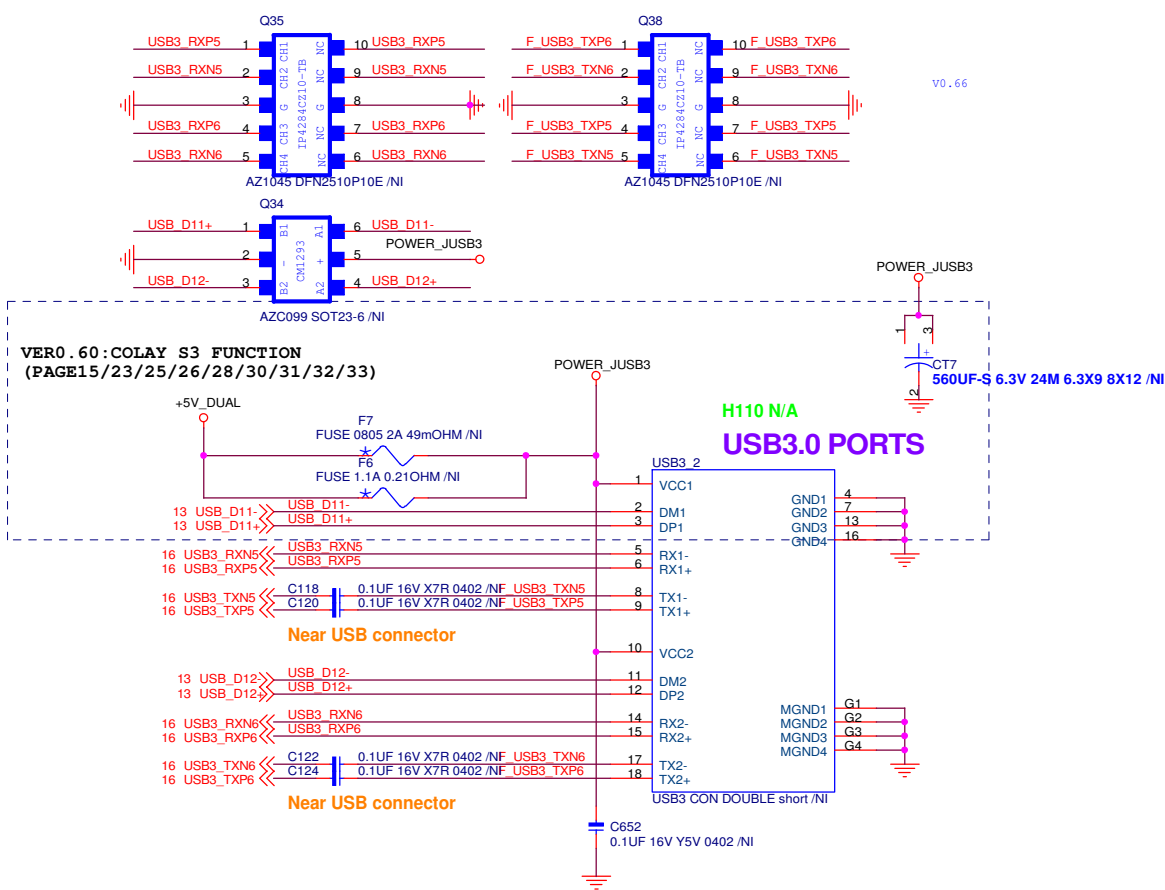 Q35
Q38
USB3_RXP5 1 CH1 NC 10 USB3_RXP5
F_USB3_TXP6 1 CH1 NC 10 F_USB3_TXP6
USB3_RXN5 2 CH2 NC 9 USB3_RXN5
F_USB3_TXN6 2 CH2 NC 9 F_USB3_TXN6
V0.66
3 G G 8
3 G G 8
IP4284CZ10-TB
IP4284CZ10-TB
USB3_RXP6 4 CH3 NC 7 USB3_RXP6
F_USB3_TXP5 4 CH3 NC 7 F_USB3_TXP5
USB3_RXN6 5 CH4 NC 6 USB3_RXN6
F_USB3_TXN5 5 CH4 NC 6 F_USB3_TXN5
AZ1045 DFN2510P10E /NI
AZ1045 DFN2510P10E /NI
Q34
USB_D11+ 1 B1 A1 6 USB_D11-
POWER_JUSB3
2 - + 5
CM1293
USB_D12- 3 B2 A2 4 USB_D12+
AZC099 SOT23-6 /NI
POWER_JUSB3
1 3
+
CT7
560UF-S 6.3V 24M 6.3X9 8X12 /NI
2
VER0.60:COLAY S3 FUNCTION
(PAGE15/23/25/26/28/30/31/32/33)
POWER_JUSB3
+5V_DUAL
F7
FUSE 0805 2A 49mOHM /NI
F6
FUSE 1.1A 0.21OHM /NI
H110 N/A
USB3.0 PORTS
USB3_2
1 VCC1
GND1 4
13 USB_D11- USB_D11- 2 DM1
GND2 7
13 USB_D11+ USB_D11+ 3 DP1
GND3 13
GND4 16
16 USB3_RXN5 USB3_RXN5 5 RX1-
16 USB3_RXP5 USB3_RXP5 6 RX1+
16 USB3_TXN5 C118 0.1UF 16V X7R 0402 /NI F_USB3_TXN5 8 TX1-
16 USB3_TXP5 C120 0.1UF 16V X7R 0402 /NI F_USB3_TXP5 9 TX1+
Near USB connector
10 VCC2
13 USB_D12- USB_D12- 11 DM2
13 USB_D12+ USB_D12+ 12 DP2
MGND1 G1
16 USB3_RXN6 USB3_RXN6 14 RX2-
MGND2 G2
16 USB3_RXP6 USB3_RXP6 15 RX2+
MGND3 G3
MGND4 G4
16 USB3_TXN6 C122 0.1UF 16V X7R 0402 /NI F_USB3_TXN6 17 TX2-
16 USB3_TXP6 C124 0.1UF 16V X7R 0402 /NI F_USB3_TXP6 18 TX2+
Near USB connector
USB3 CON DOUBLE short /NI
C652
0.1UF 16V Y5V 0402 /NI